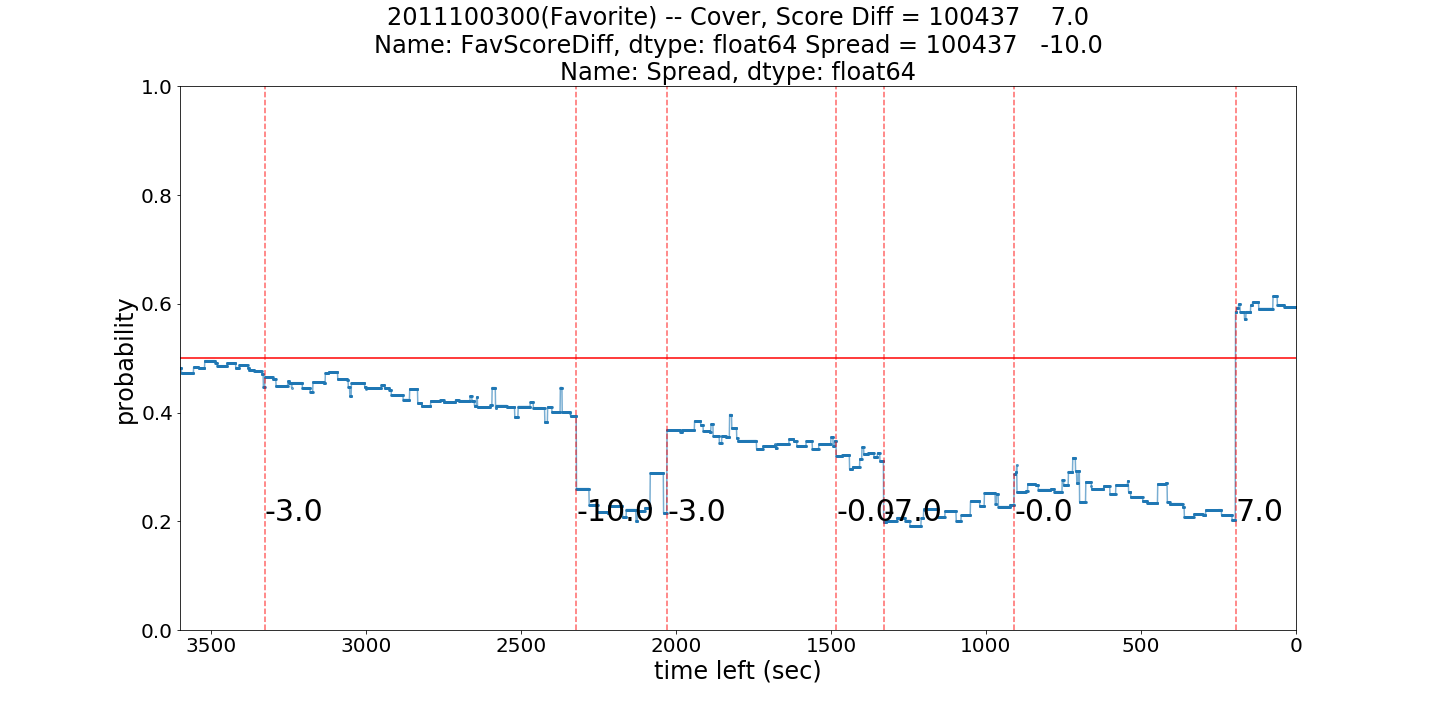 2011100300(Favorite) -- Cover, Score Diff = 100437    7.0
Name: FavScoreDiff, dtype: float64 Spread = 100437   -10.0
Name: Spread, dtype: float64
1.0
0.8
0.6
0.4
0.2
0.0
probability
-3.0
-10.0
-3.0
-0.0
-7.0
-0.0
7.0
3500 3000 2500 2000 1500 1000 500 0
time left (sec)